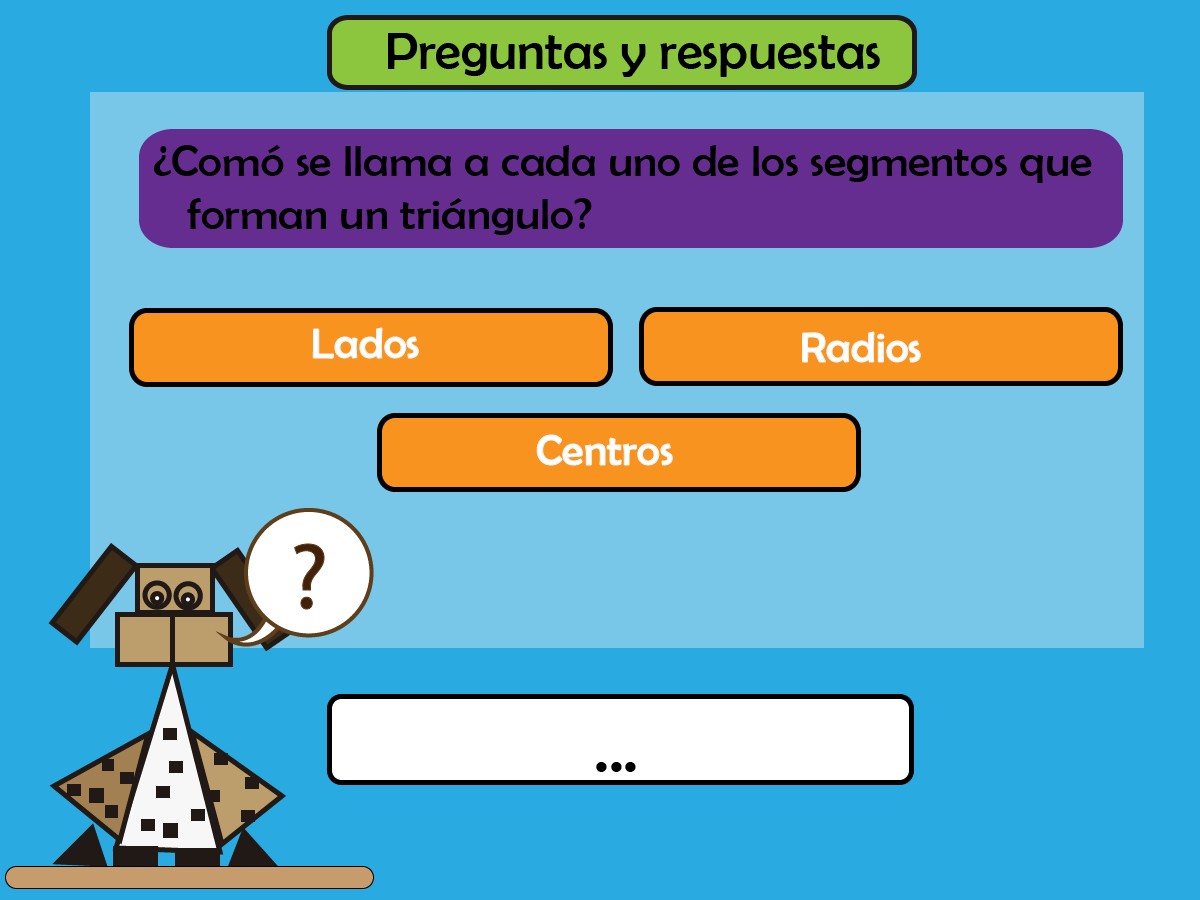 Preguntas y respuestas
¿Comó se llama a cada uno de los segmentos que
forman un triángulo?
Lados
Radios
Centros
?
...